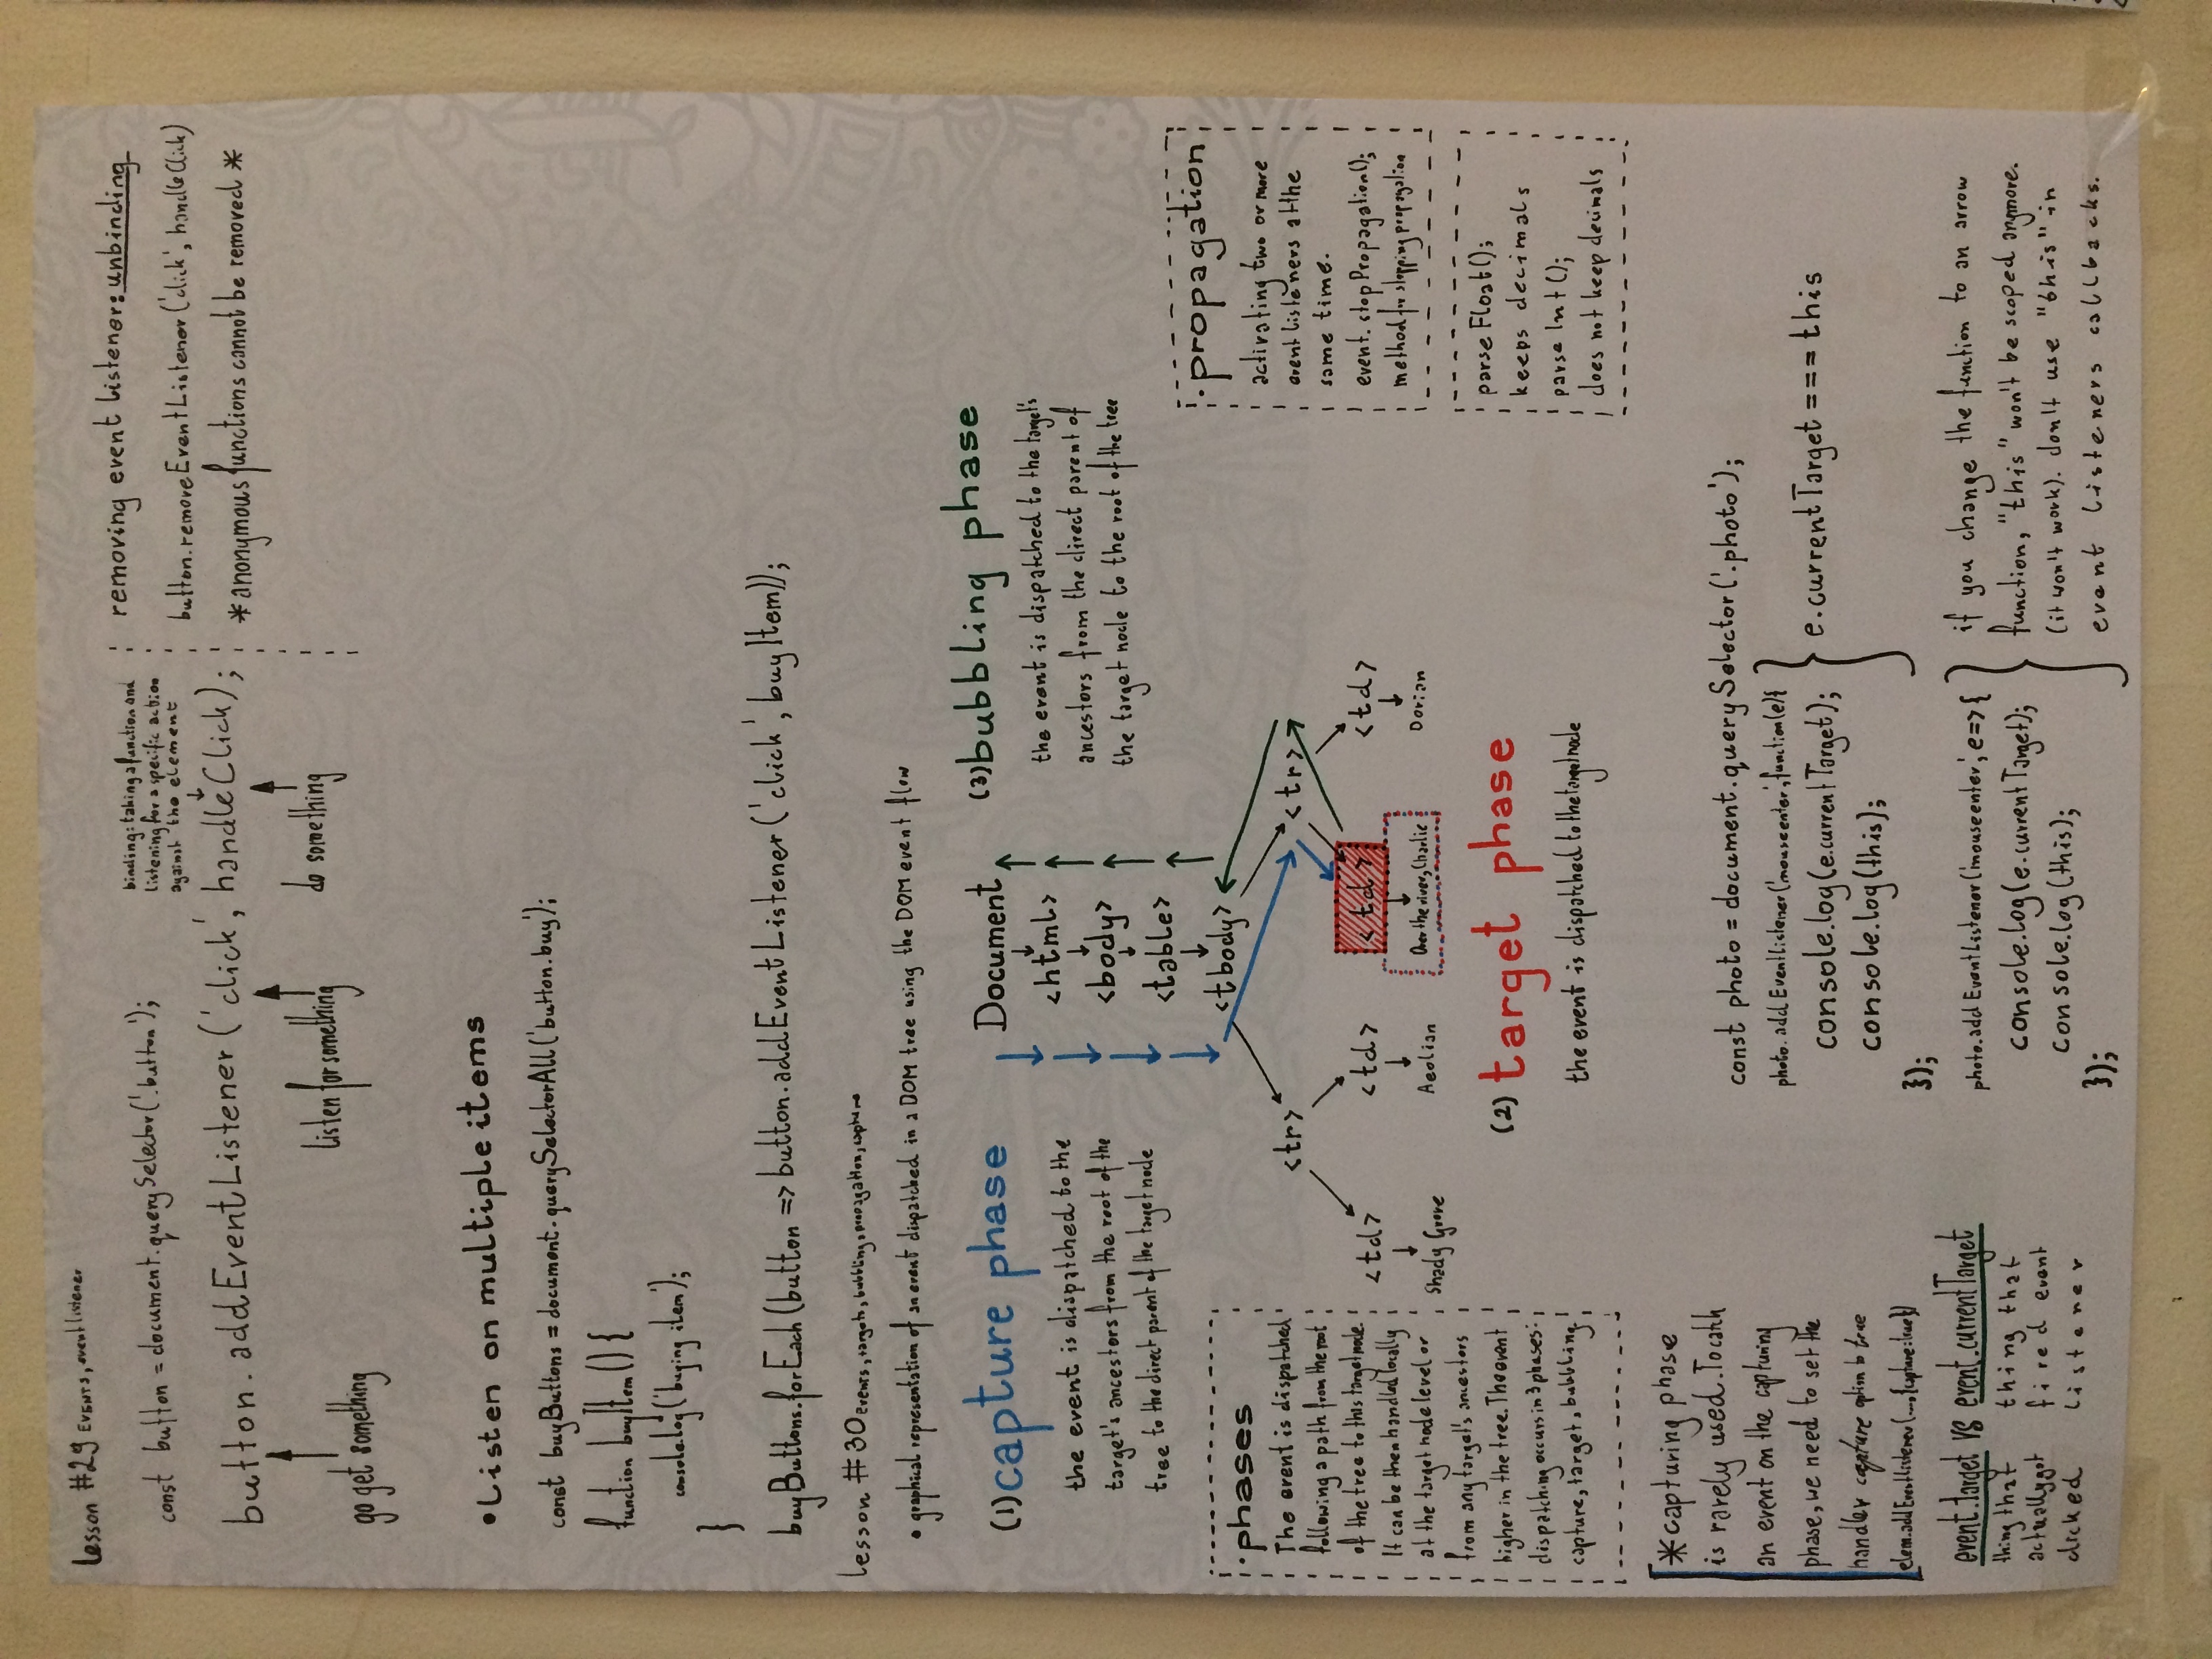 lesson #29 EVENTS, event listener
const button = document.querySelector('.button');
binding: taking a function and
listening for a specific action
against the element
button.addEventListener('click', handleClick);
go get something
listen for something
do something
removing event listener: unbinding
button.removeEventListener('click', handleClick)
*anonymous functions cannot be removed*
•Listen on multiple items
const buyButtons = document.querySelectorAll('button.buy');
function buyItem() {
console.log('buying item');
}
buyButtons.forEach(button => button.addEventListener('click', buyItem));
lesson #30 events, targets, bubbling, propagation, capture
• graphical representation of an event dispatched in a DOM tree using the DOM event flow
(1) capture phase
the event is dispatched to the
target's ancestors from the root of the
tree to the direct parent of the target node
Document
<html>
<body>
<table>
<tbody>
<tr>
<tr>
<td>
<td>
<td>
<td>
Shady Grove
Aeolian
Over the river, Charlie
Dorian
(3) bubbling phase
the event is dispatched to the target's
ancestors from the direct parent of
the target node to the root of the tree
(2) target phase
the event is dispatched to the target node
• phases
The event is dispatched
following a path from the root
of the tree to this target node.
It can be then handled locally
at the target node level or
from any target's ancestors
higher in the tree. The event
dispatching occurs in 3 phases:
capture, target, bubbling.
• propagation
activating two or more
event listeners at the
same time.
event.stopPropagation();
method for stopping propagation
parseFloat();
keeps decimals
parseInt();
does not keep decimals
*capturing phase
is rarely used. To catch
an event on the capturing
phase, we need to set the
handler capture option to true
elem.addEventListener(..., {capture:true})
event.target vs event.currentTarget
thing that
actually got
clicked
thing that
fired event
listener
const photo = document.querySelector('.photo');
photo.addEventListener('mouseenter', function(e){
console.log(e.currentTarget);
console.log(this);
});
e.currentTarget === this
photo.addEventListener('mouseenter', e=>{
console.log(e.currentTarget);
console.log(this);
});
if you change the function to an arrow
function, "this" won't be scoped anymore.
(it won't work). don't use "this" in
event listeners callbacks.